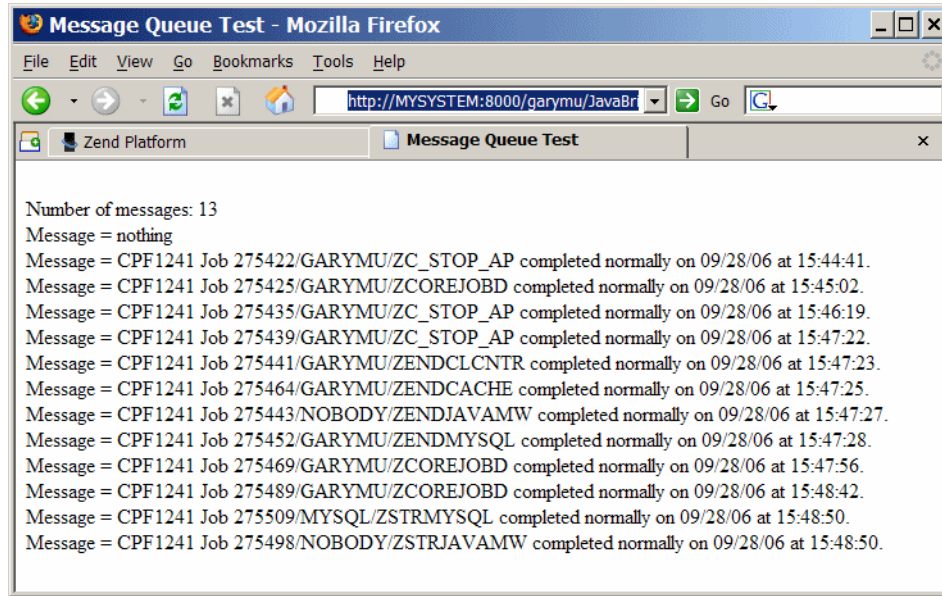 Message Queue Test - Mozilla Firefox
File Edit View Go Bookmarks Tools Help
http://MYSYSTEM:8000/garymu/JavaBri Go G
Zend Platform Message Queue Test
Number of messages: 13
Message = nothing
Message = CPF1241 Job 275422/GARYMU/ZC_STOP_AP completed normally on 09/28/06 at 15:44:41.
Message = CPF1241 Job 275425/GARYMU/ZCOREJOBD completed normally on 09/28/06 at 15:45:02.
Message = CPF1241 Job 275435/GARYMU/ZC_STOP_AP completed normally on 09/28/06 at 15:46:19.
Message = CPF1241 Job 275439/GARYMU/ZC_STOP_AP completed normally on 09/28/06 at 15:47:22.
Message = CPF1241 Job 275441/GARYMU/ZENDCLCNTR completed normally on 09/28/06 at 15:47:23.
Message = CPF1241 Job 275464/GARYMU/ZENDCACHE completed normally on 09/28/06 at 15:47:25.
Message = CPF1241 Job 275443/NOBODY/ZENDJAVAMW completed normally on 09/28/06 at 15:47:27.
Message = CPF1241 Job 275452/GARYMU/ZENDMYSQL completed normally on 09/28/06 at 15:47:28.
Message = CPF1241 Job 275469/GARYMU/ZCOREJOBD completed normally on 09/28/06 at 15:47:56.
Message = CPF1241 Job 275489/GARYMU/ZCOREJOBD completed normally on 09/28/06 at 15:48:42.
Message = CPF1241 Job 275509/MYSQL/ZSTRMYSQL completed normally on 09/28/06 at 15:48:50.
Message = CPF1241 Job 275498/NOBODY/ZSTRJAVAMW completed normally on 09/28/06 at 15:48:50.